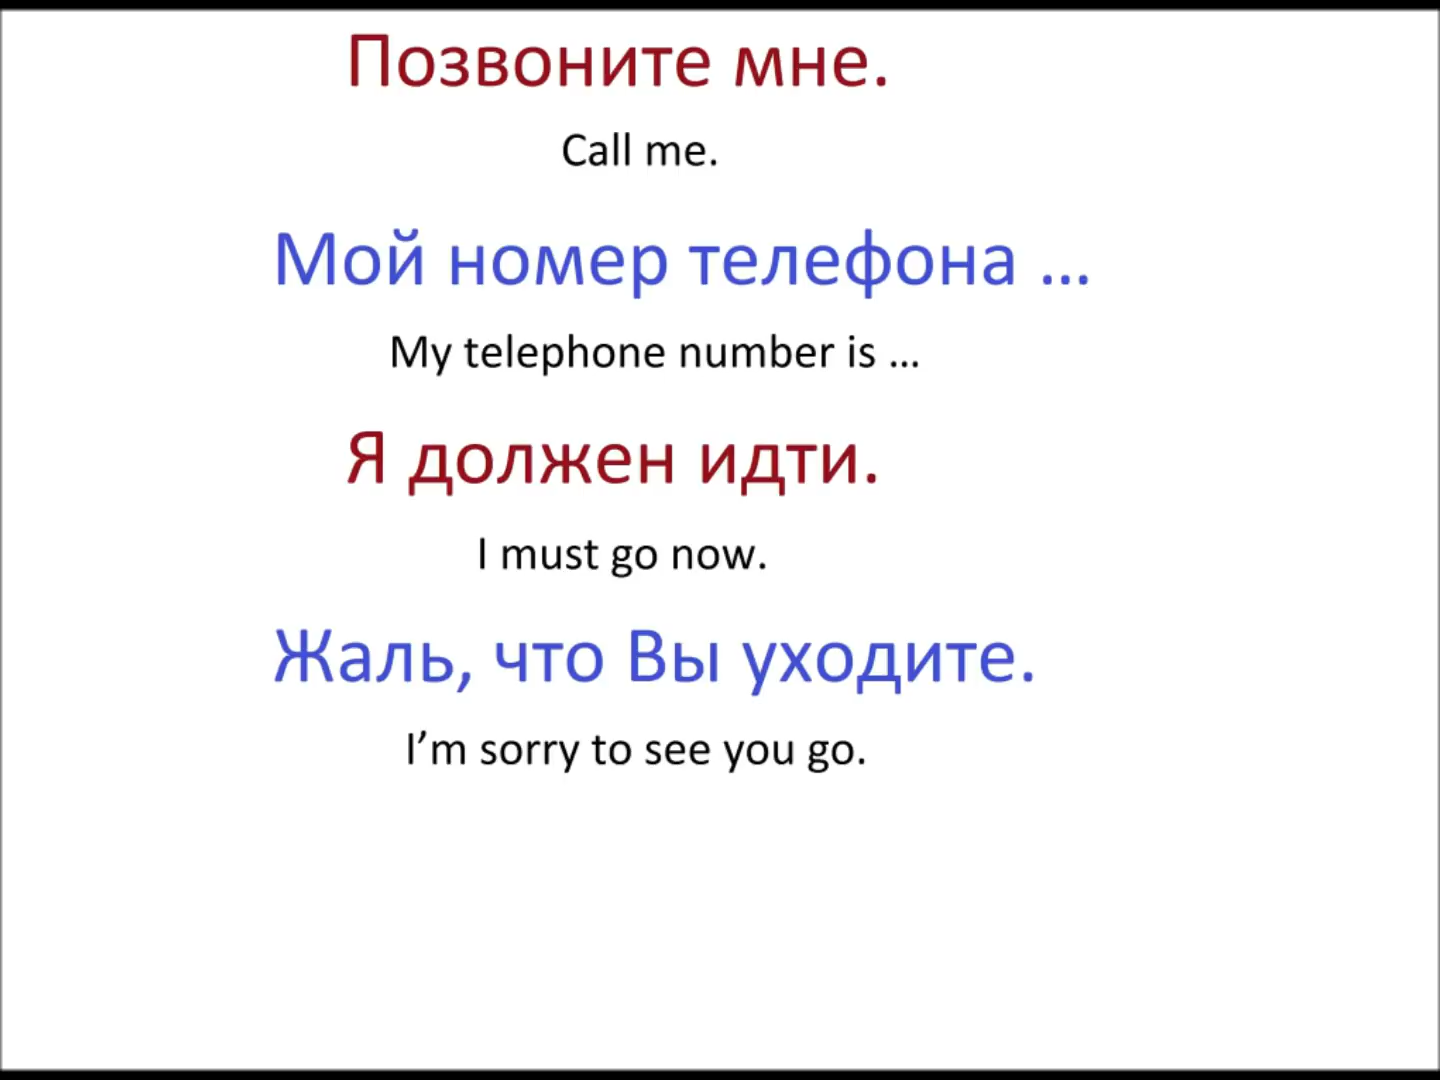 Позвоните мне.
Call me.
Мой номер телефона ...
My telephone number is ...
Я должен идти.
I must go now.
Жаль, что Вы уходите.
I’m sorry to see you go.